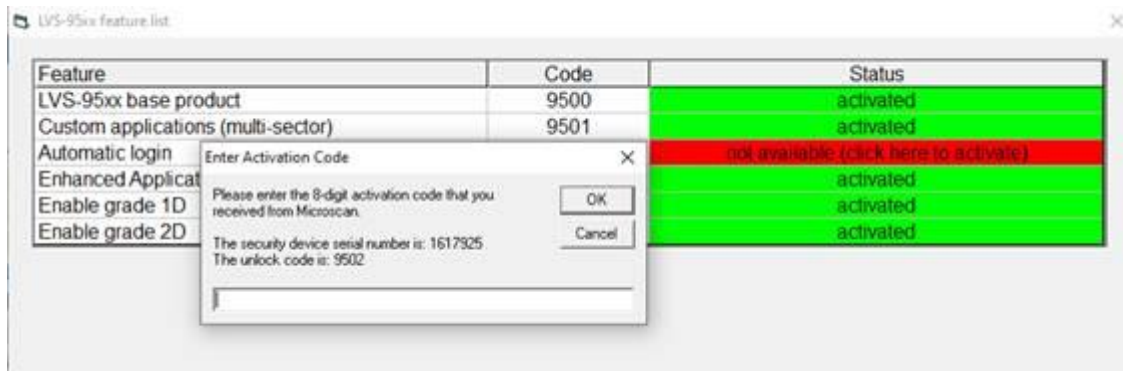 LVS-95xx feature list
Feature Code Status
LVS-95xx base product 9500 activated
Custom applications (multi-sector) 9501 activated
Automatic login not available (click here to activate)
Enhanced Applicat activated
Enable grade 1D activated
Enable grade 2D activated
Enter Activation Code
Please enter the 8-digit activation code that you
received from Microscan.
The security device serial number is: 1617925
The unlock code is: 9502
OK
Cancel